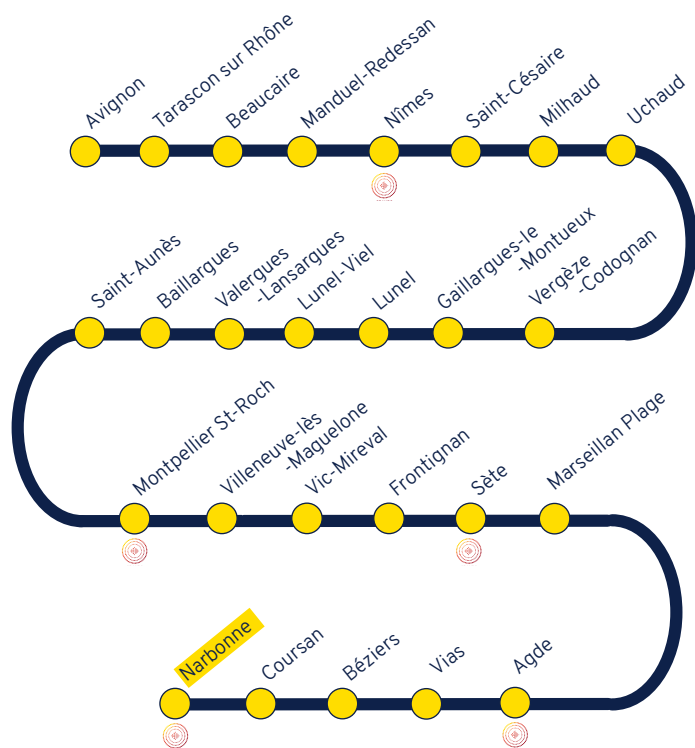 Avignon
Tarascon sur Rhône
Beaucaire
Manduel-Redessan
Nîmes
Saint-Césaire
Milhaud
Uchaud
Saint-Aunès
Baillargues
Valergues
-Lansargues
Lunel-Viel
Lunel
Gaillargues-le
-Montueux
Vergèze
-Codognan
Montpellier St-Roch
Villeneuve-lès
-Maguelone
Vic-Mireval
Frontignan
Sète
Marseillan Plage
Narbonne
Coursan
Béziers
Vias
Agde